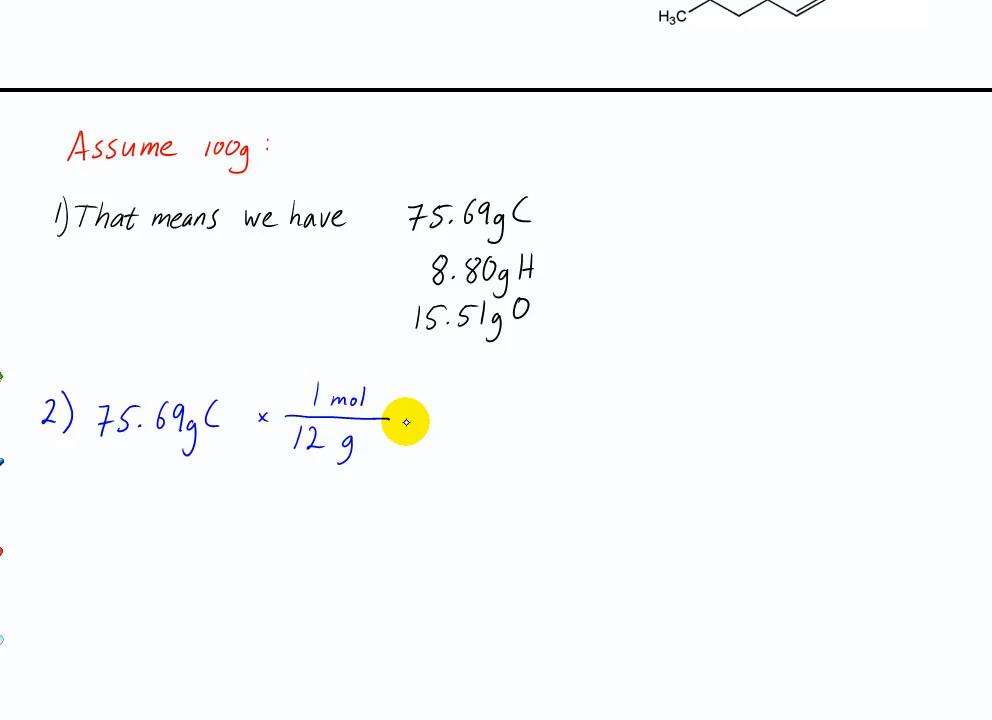 H₃C
Assume 100g:
1) That means we have 75.69g C
8.80g H
15.51g O
2) 75.69g C × 1 mol / 12 g